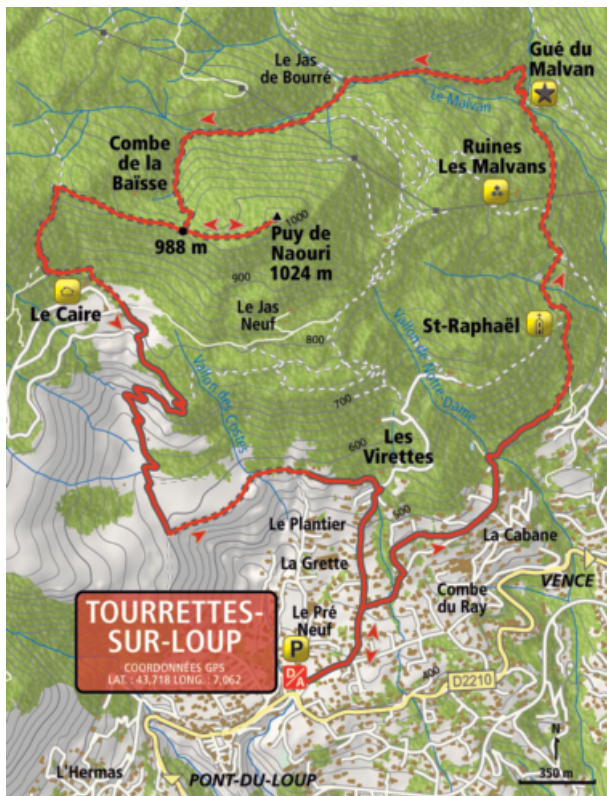 Gué du
Malvan
Le Jas
de Bourré
Le Malvan
Combe
de la
Baïsse
Ruines
Les Malvans
1000
988 m
Puy de
Naouri
1024 m
900
Le Caire
Le Jas
Neuf
800
St-Raphaël
Vallon des Costes
Vallon de Notre-Dame
700
600
Les
Virettes
500
Le Plantier
La Cabane
La Grette
VENCE
Combe
du Ray
TOURRETTES-
SUR-LOUP
COORDONNÉES GPS
LAT. : 43,718 LONG. : 7,062
Le Pré
Neuf
P
D/A
400
D2210
N
350 m
L'Hermas
PONT-DU-LOUP